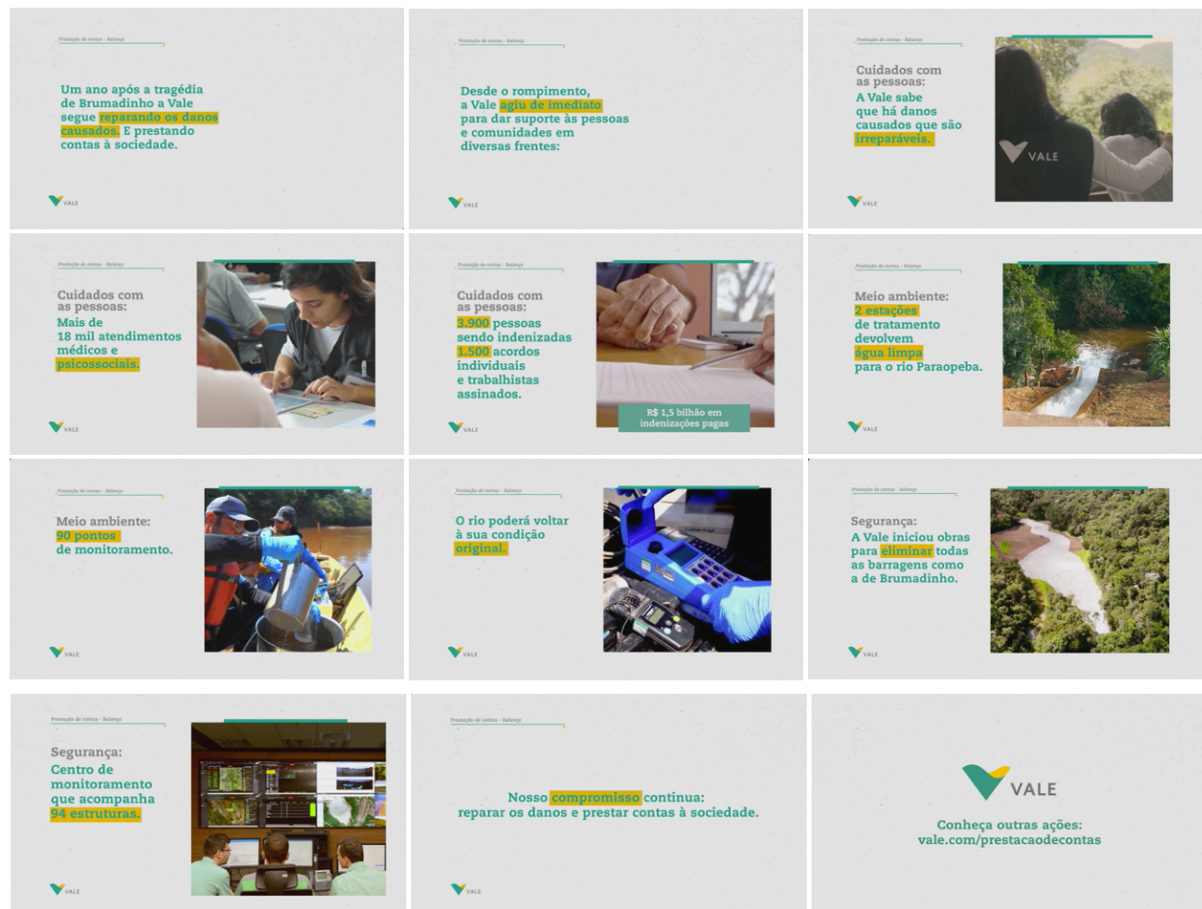 Prestação de contas - Balanço
Um ano após a tragédia
de Brumadinho a Vale
segue reparando os danos
causados. E prestando
contas à sociedade.
VALE
Prestação de contas - Balanço
Desde o rompimento,
a Vale agiu de imediato
para dar suporte às pessoas
e comunidades em
diversas frentes:
VALE
Prestação de contas - Balanço
Cuidados com
as pessoas:
A Vale sabe
que há danos
causados que são
irreparáveis.
VALE
VALE
Prestação de contas - Balanço
Cuidados com
as pessoas:
Mais de
18 mil atendimentos
médicos e
psicossociais.
VALE
Prestação de contas - Balanço
Cuidados com
as pessoas:
3.900 pessoas
sendo indenizadas
1.500 acordos
individuais
e trabalhistas
assinados.
R$ 1,5 bilhão em
indenizações pagas
VALE
Prestação de contas - Balanço
Meio ambiente:
2 estações
de tratamento
devolvem
água limpa
para o rio Paraopeba.
VALE
Prestação de contas - Balanço
Meio ambiente:
90 pontos
de monitoramento.
VALE
Prestação de contas - Balanço
O rio poderá voltar
à sua condição
original.
VALE
Prestação de contas - Balanço
Segurança:
A Vale iniciou obras
para eliminar todas
as barragens como
a de Brumadinho.
VALE
Prestação de contas - Balanço
Segurança:
Centro de
monitoramento
que acompanha
94 estruturas.
VALE
Prestação de contas - Balanço
Nosso compromisso continua:
reparar os danos e prestar contas à sociedade.
VALE
VALE
Conheça outras ações:
vale.com/prestacaodecontas